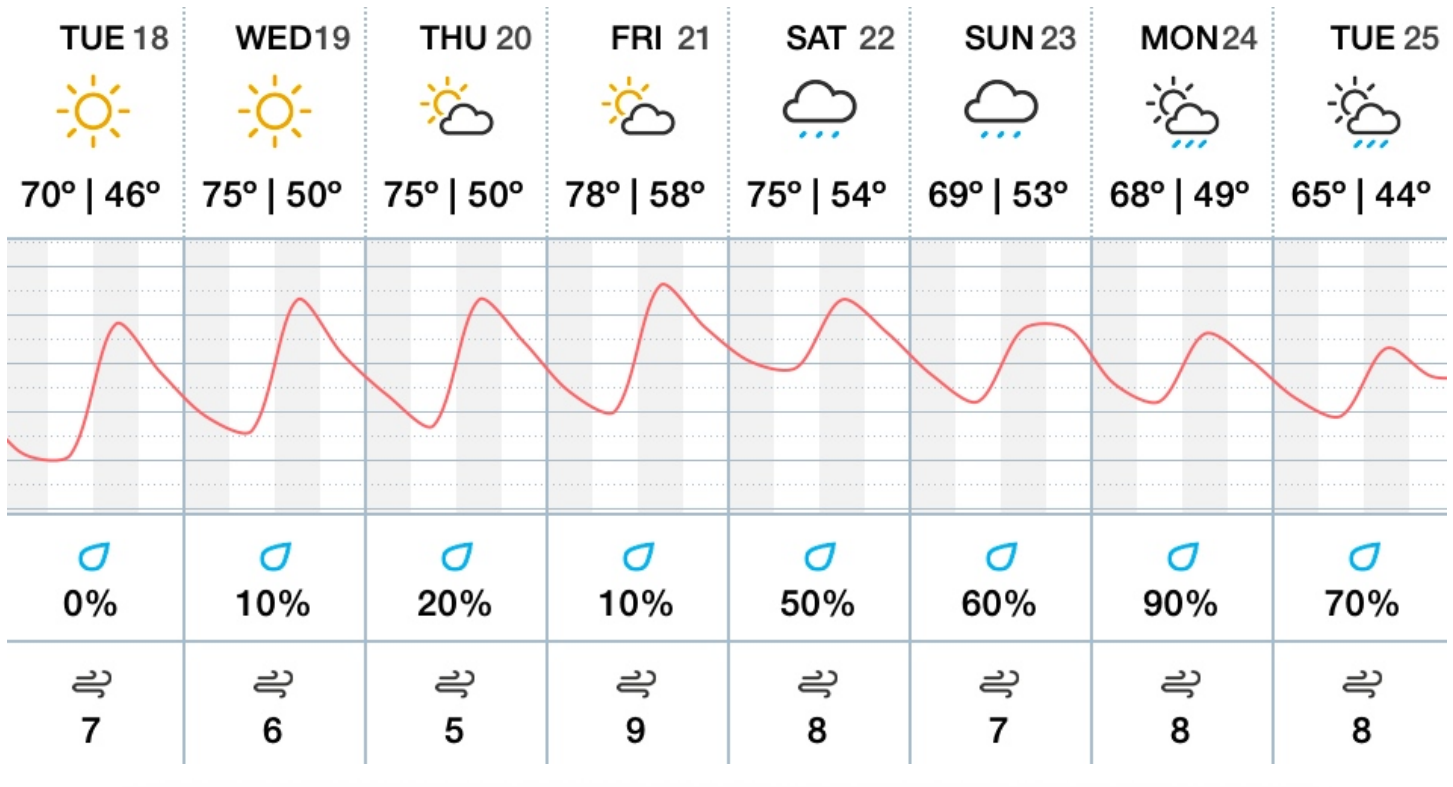 TUE 18 WED19 THU 20 FRI 21 SAT 22 SUN 23 MON24 TUE 25
70º | 46º 75º | 50º 75º | 50º 78º | 58º 75º | 54º 69º | 53º 68º | 49º 65º | 44º
0% 10% 20% 10% 50% 60% 90% 70%
7 6 5 9 8 7 8 8